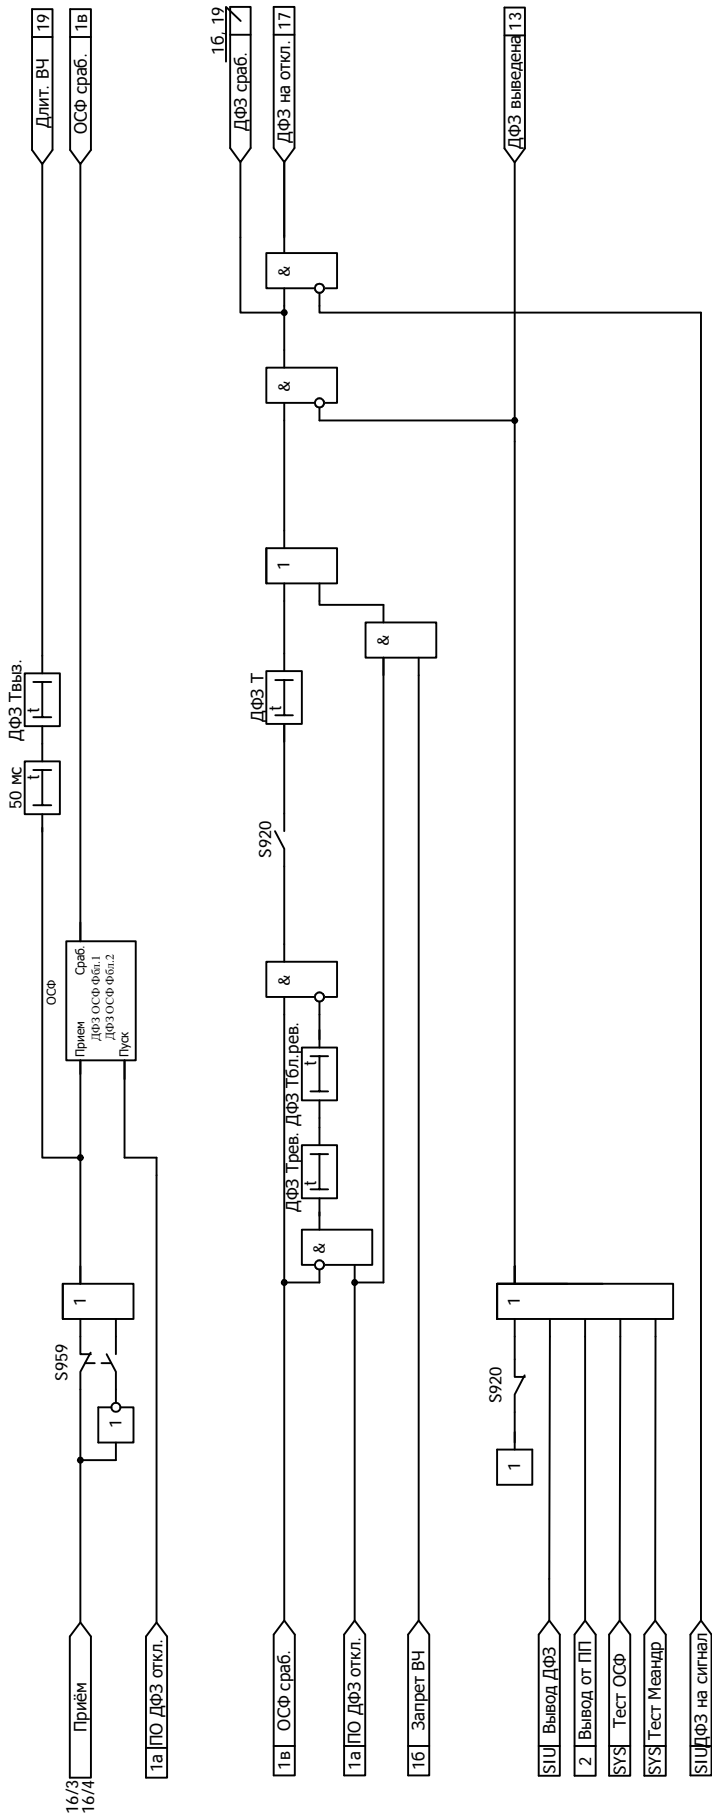 16/3
16/4
Приём
1а ПО ДФЗ откл.
S959
1
1
ОСФ
Прием
Сраб.
ДФЗ ОСФ Фбл.1
ДФЗ ОСФ Фбл.2
Пуск
50 мс
t
ДФЗ Tвыз.
t
Длит. ВЧ 19
ОСФ сраб. 1в
1в ОСФ сраб.
1а ПО ДФЗ откл.
1б Запрет ВЧ
&
ДФЗ Tрев.
t
ДФЗ Tбл.рев.
t
&
S920
ДФЗ T
t
&
1
&
&
16, 19
ДФЗ сраб.
ДФЗ на откл. 17
SIU Вывод ДФЗ
2 Вывод от ПП
SYS Тест ОСФ
SYS Тест Меандр
SIU ДФЗ на сигнал
1
S920
1
ДФЗ выведена 13